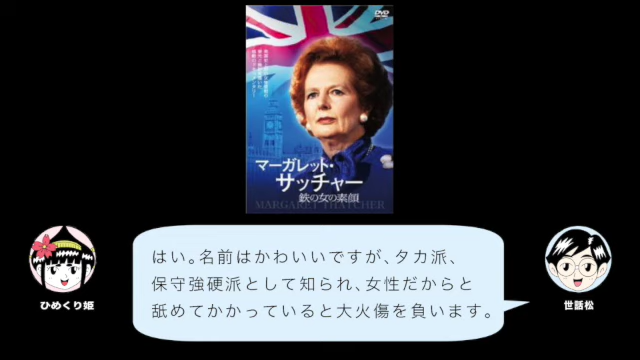 DVD
マーガレット・
サッチャー
鉄の女の素顔
MARGARET THATCHER
はい。名前はかわいいですが、タカ派、
保守強硬派として知られ、女性だからと
舐めてかかっていると大火傷を負います。
ひめくり姫
世話松